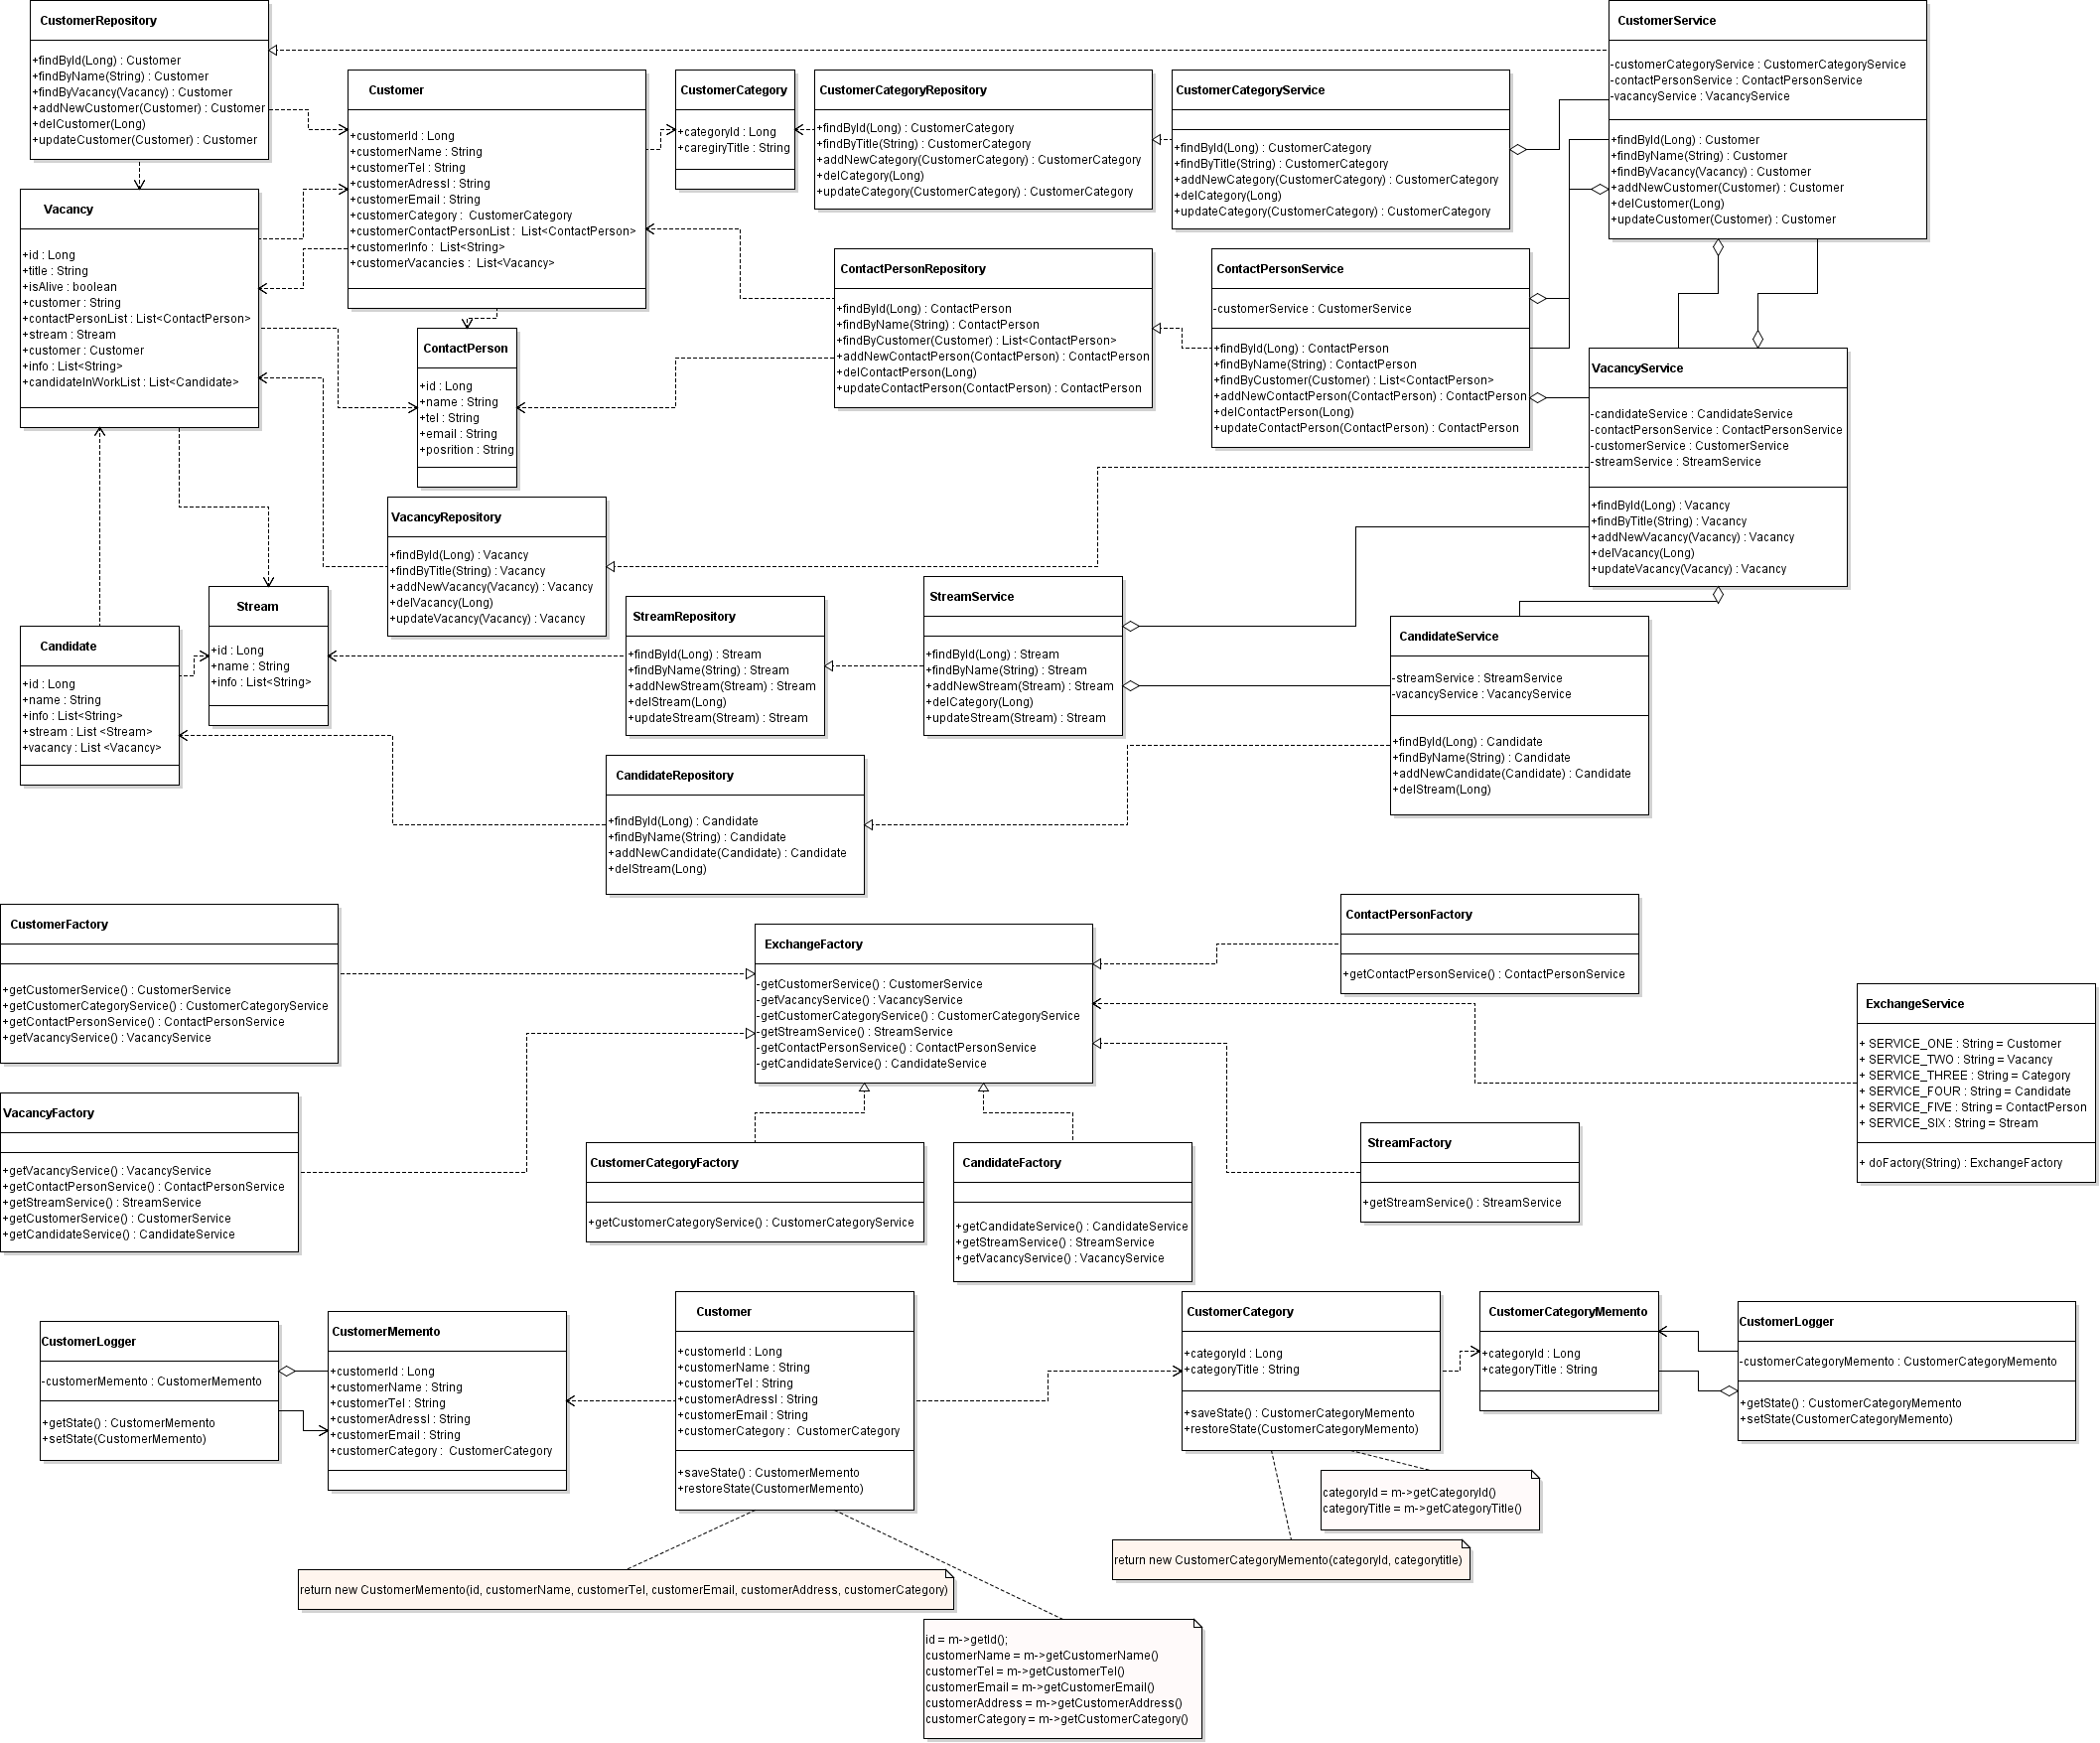 CustomerRepository
+findById(Long) : Customer
+findByName(String) : Customer
+findByVacancy(Vacancy) : Customer
+addNewCustomer(Customer) : Customer
+delCustomer(Long)
+updateCustomer(Customer) : Customer
Customer
+customerId : Long
+customerName : String
+customerTel : String
+customerAdressl : String
+customerEmail : String
+customerCategory :  CustomerCategory
+customerContactPersonList :  List<ContactPerson>
+customerInfo :  List<String>
+customerVacancies :  List<Vacancy>
CustomerCategory
+categoryId : Long
+caregiryTitle : String
CustomerCategoryRepository
+findById(Long) : CustomerCategory
+findByTitle(String) : CustomerCategory
+addNewCategory(CustomerCategory) : CustomerCategory
+delCategory(Long)
+updateCategory(CustomerCategory) : CustomerCategory
CustomerCategoryService
+findById(Long) : CustomerCategory
+findByTitle(String) : CustomerCategory
+addNewCategory(CustomerCategory) : CustomerCategory
+delCategory(Long)
+updateCategory(CustomerCategory) : CustomerCategory
CustomerService
-customerCategoryService : CustomerCategoryService
-contactPersonService : ContactPersonService
-vacancyService : VacancyService
+findById(Long) : Customer
+findByName(String) : Customer
+findByVacancy(Vacancy) : Customer
+addNewCustomer(Customer) : Customer
+delCustomer(Long)
+updateCustomer(Customer) : Customer
Vacancy
+id : Long
+title : String
+isAlive : boolean
+customer : String
+contactPersonList : List<ContactPerson>
+stream : Stream
+customer : Customer
+info : List<String>
+candidateInWorkList : List<Candidate>
ContactPerson
+id : Long
+name : String
+tel : String
+email : String
+position : String
ContactPersonRepository
+findById(Long) : ContactPerson
+findByName(String) : ContactPerson
+findByCustomer(Customer) : List<ContactPerson>
+addNewContactPerson(ContactPerson) : ContactPerson
+delContactPerson(Long)
+updateContactPerson(ContactPerson) : ContactPerson
ContactPersonService
-customerService : CustomerService
+findById(Long) : ContactPerson
+findByName(String) : ContactPerson
+findByCustomer(Customer) : List<ContactPerson>
+addNewContactPerson(ContactPerson) : ContactPerson
+delContactPerson(Long)
+updateContactPerson(ContactPerson) : ContactPerson
VacancyService
-candidateService : CandidateService
-contactPersonService : ContactPersonService
-customerService : CustomerService
-streamService : StreamService
+findById(Long) : Vacancy
+findByTitle(String) : Vacancy
+addNewVacancy(Vacancy) : Vacancy
+delVacancy(Long)
+updateVacancy(Vacancy) : Vacancy
VacancyRepository
+findById(Long) : Vacancy
+findByTitle(String) : Vacancy
+addNewVacancy(Vacancy) : Vacancy
+delVacancy(Long)
+updateVacancy(Vacancy) : Vacancy
Stream
+id : Long
+name : String
+info : List<String>
Candidate
+id : Long
+name : String
+info : List<String>
+stream : List <Stream>
+vacancy : List <Vacancy>
StreamRepository
+findById(Long) : Stream
+findByName(String) : Stream
+addNewStream(Stream) : Stream
+delStream(Long)
+updateStream(Stream) : Stream
StreamService
+findById(Long) : Stream
+findByName(String) : Stream
+addNewStream(Stream) : Stream
+delCategory(Long)
+updateStream(Stream) : Stream
CandidateService
-streamService : StreamService
-vacancyService : VacancyService
+findById(Long) : Candidate
+findByName(String) : Candidate
+addNewCandidate(Candidate) : Candidate
+delStream(Long)
CandidateRepository
+findById(Long) : Candidate
+findByName(String) : Candidate
+addNewCandidate(Candidate) : Candidate
+delStream(Long)
CustomerFactory
+getCustomerService() : CustomerService
+getCustomerCategoryService() : CustomerCategoryService
+getContactPersonService() : ContactPersonService
+getVacancyService() : VacancyService
ExchangeFactory
-getCustomerService() : CustomerService
-getVacancyService() : VacancyService
-getCustomerCategoryService() : CustomerCategoryService
-getStreamService() : StreamService
-getContactPersonService() : ContactPersonService
-getCandidateService() : CandidateService
ContactPersonFactory
+getContactPersonService() : ContactPersonService
ExchangeService
+ SERVICE_ONE : String = Customer
+ SERVICE_TWO : String = Vacancy
+ SERVICE_THREE : String = Category
+ SERVICE_FOUR : String = Candidate
+ SERVICE_FIVE : String = ContactPerson
+ SERVICE_SIX : String = Stream
+ doFactory(String) : ExchangeFactory
VacancyFactory
+getVacancyService() : VacancyService
+getContactPersonService() : ContactPersonService
+getStreamService() : StreamService
+getCustomerService() : CustomerService
+getCandidateService() : CandidateService
CustomerCategoryFactory
+getCustomerCategoryService() : CustomerCategoryService
CandidateFactory
+getCandidateService() : CandidateService
+getStreamService() : StreamService
+getVacancyService() : VacancyService
StreamFactory
+getStreamService() : StreamService
CustomerLogger
-customerMemento : CustomerMemento
+getState() : CustomerMemento
+setState(CustomerMemento)
CustomerMemento
+customerId : Long
+customerName : String
+customerTel : String
+customerAdressl : String
+customerEmail : String
+customerCategory :  CustomerCategory
Customer
+customerId : Long
+customerName : String
+customerTel : String
+customerAdressl : String
+customerEmail : String
+customerCategory :  CustomerCategory
+saveState() : CustomerMemento
+restoreState(CustomerMemento)
CustomerCategory
+categoryId : Long
+categoryTitle : String
+saveState() : CustomerCategoryMemento
+restoreState(CustomerCategoryMemento)
CustomerCategoryMemento
+categoryId : Long
+categoryTitle : String
CustomerLogger
-customerCategoryMemento : CustomerCategoryMemento
+getState() : CustomerCategoryMemento
+setState(CustomerCategoryMemento)
categoryId = m->getCategoryId()
categoryTitle = m->getCategoryTitle()
return new CustomerCategoryMemento(categoryId, categorytitle)
return new CustomerMemento(id, customerName, customerTel, customerEmail, customerAddress, customerCategory)
id = m->getId();
customerName = m->getCustomerName()
customerTel = m->getCustomerTel()
customerEmail = m->getCustomerEmail()
customerAddress = m->getCustomerAddress()
customerCategory = m->getCustomerCategory()